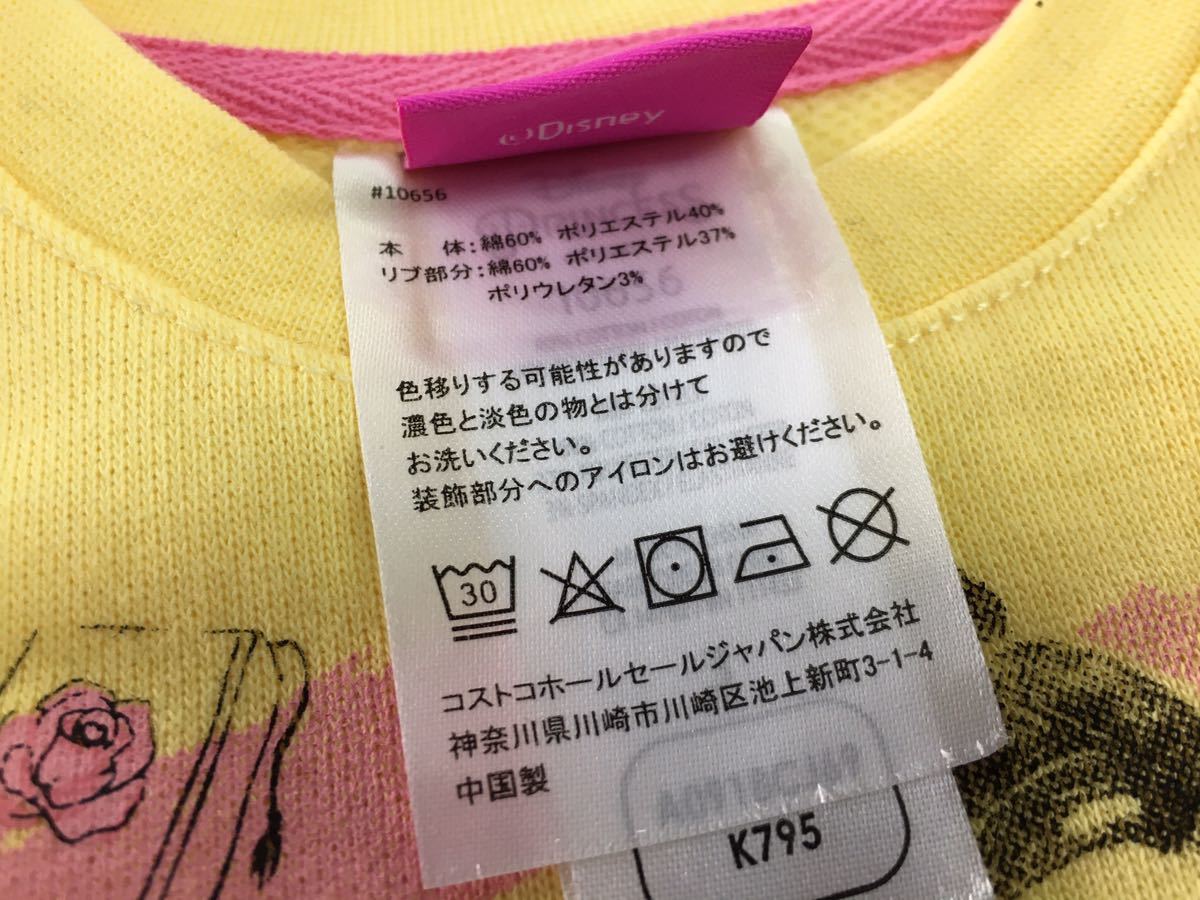 ©Disney
#10656
本　体：綿60% ポリエステル40%
リブ部分：綿60% ポリエステル37%
ポリウレタン3%
色移りする可能性がありますので
濃色と淡色の物とは分けて
お洗いください。
装飾部分へのアイロンはお避けください。
30
コストコホールセールジャパン株式会社
神奈川県川崎市川崎区池上新町3-1-4
中国製
K795